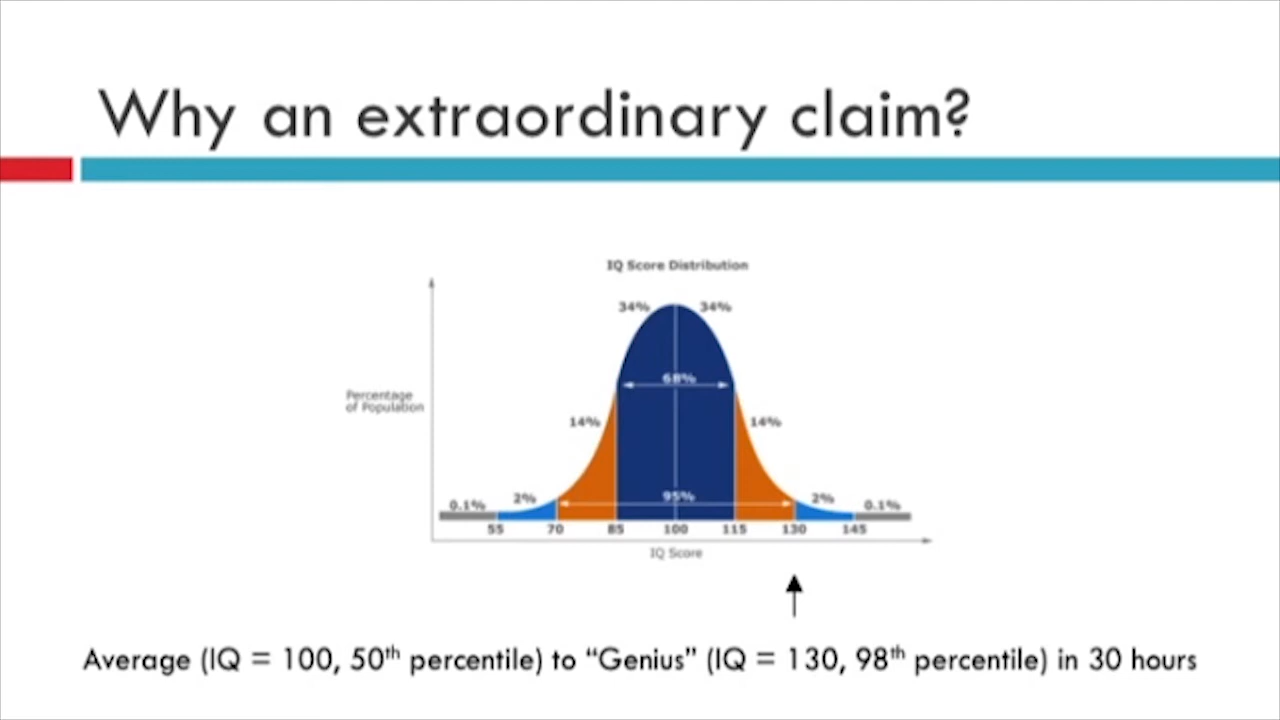 Why an extraordinary claim?
IQ Score Distribution
34% 34%
68%
Percentage
of Population
14% 14%
95%
0.1% 2% 2% 0.1%
55 70 85 100 115 130 145
IQ Score
Average (IQ = 100, 50th percentile) to “Genius” (IQ = 130, 98th percentile) in 30 hours